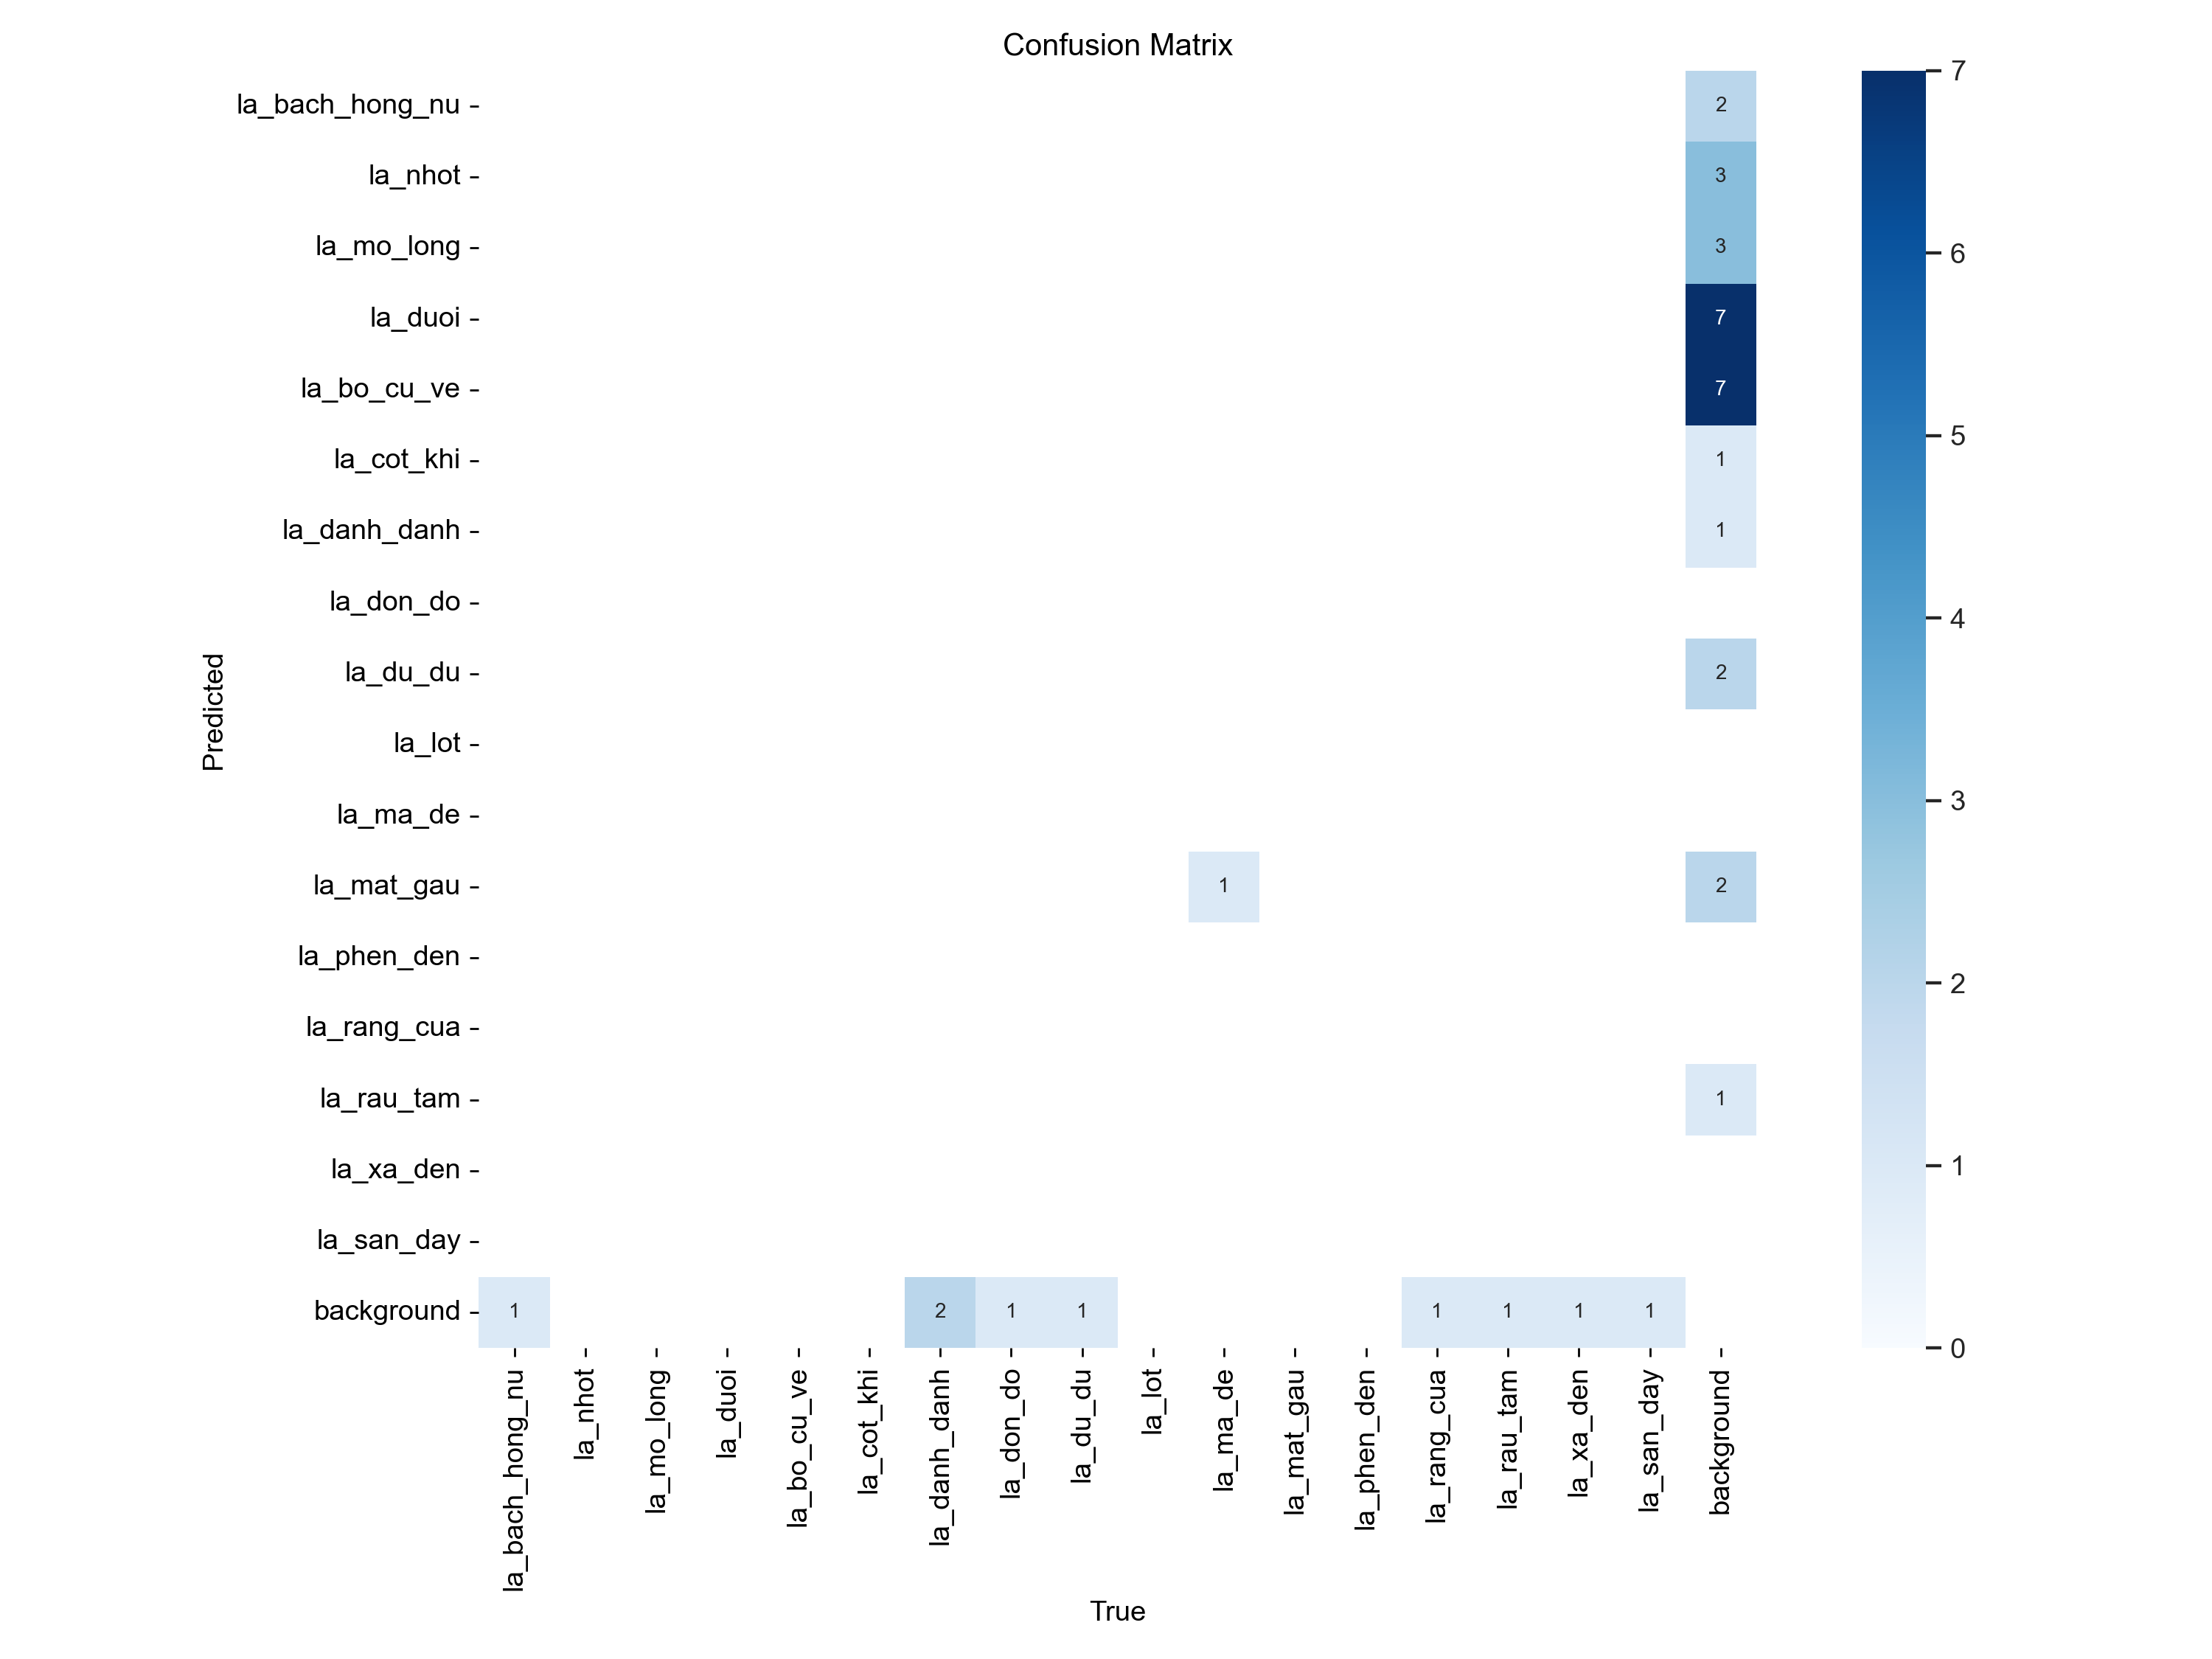 Confusion Matrix
la_bach_hong_nu 2
la_nhot 3
la_mo_long 3
la_duoi 7
la_bo_cu_ve 7
la_cot_khi 1
la_danh_danh 1
la_don_do
la_du_du 2
la_lot
la_ma_de
la_mat_gau 1 2
la_phen_den
la_rang_cua
la_rau_tam 1
la_xa_den
la_san_day
background 1 2 1 1 1 1 1 1
Predicted
la_bach_hong_nu
la_nhot
la_mo_long
la_duoi
la_bo_cu_ve
la_cot_khi
la_danh_danh
la_don_do
la_du_du
la_lot
la_ma_de
la_mat_gau
la_phen_den
la_rang_cua
la_rau_tam
la_xa_den
la_san_day
background
True
7
6
5
4
3
2
1
0